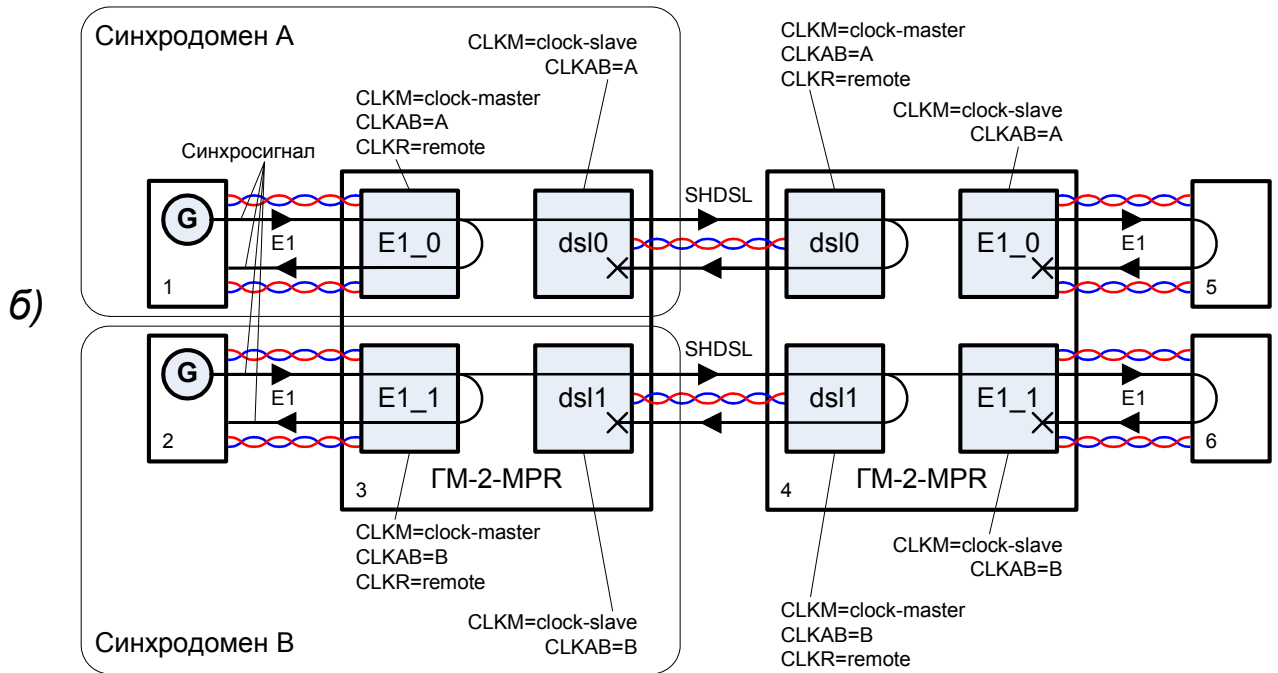 Синхродомен А
CLKM=clock-slave
CLKAB=A
CLKM=clock-master
CLKAB=A
CLKR=remote
CLKM=clock-master
CLKAB=A
CLKR=remote
CLKM=clock-slave
CLKAB=A
Синхросигнал
G
E1
1
E1_0
dsl0
SHDSL
dsl0
E1_0
E1
5
б)
G
E1
2
E1_1
dsl1
SHDSL
dsl1
E1_1
E1
6
3
ГМ-2-MPR
4
ГМ-2-MPR
CLKM=clock-master
CLKAB=B
CLKR=remote
CLKM=clock-slave
CLKAB=B
CLKM=clock-slave
CLKAB=B
CLKM=clock-master
CLKAB=B
CLKR=remote
Синхродомен В